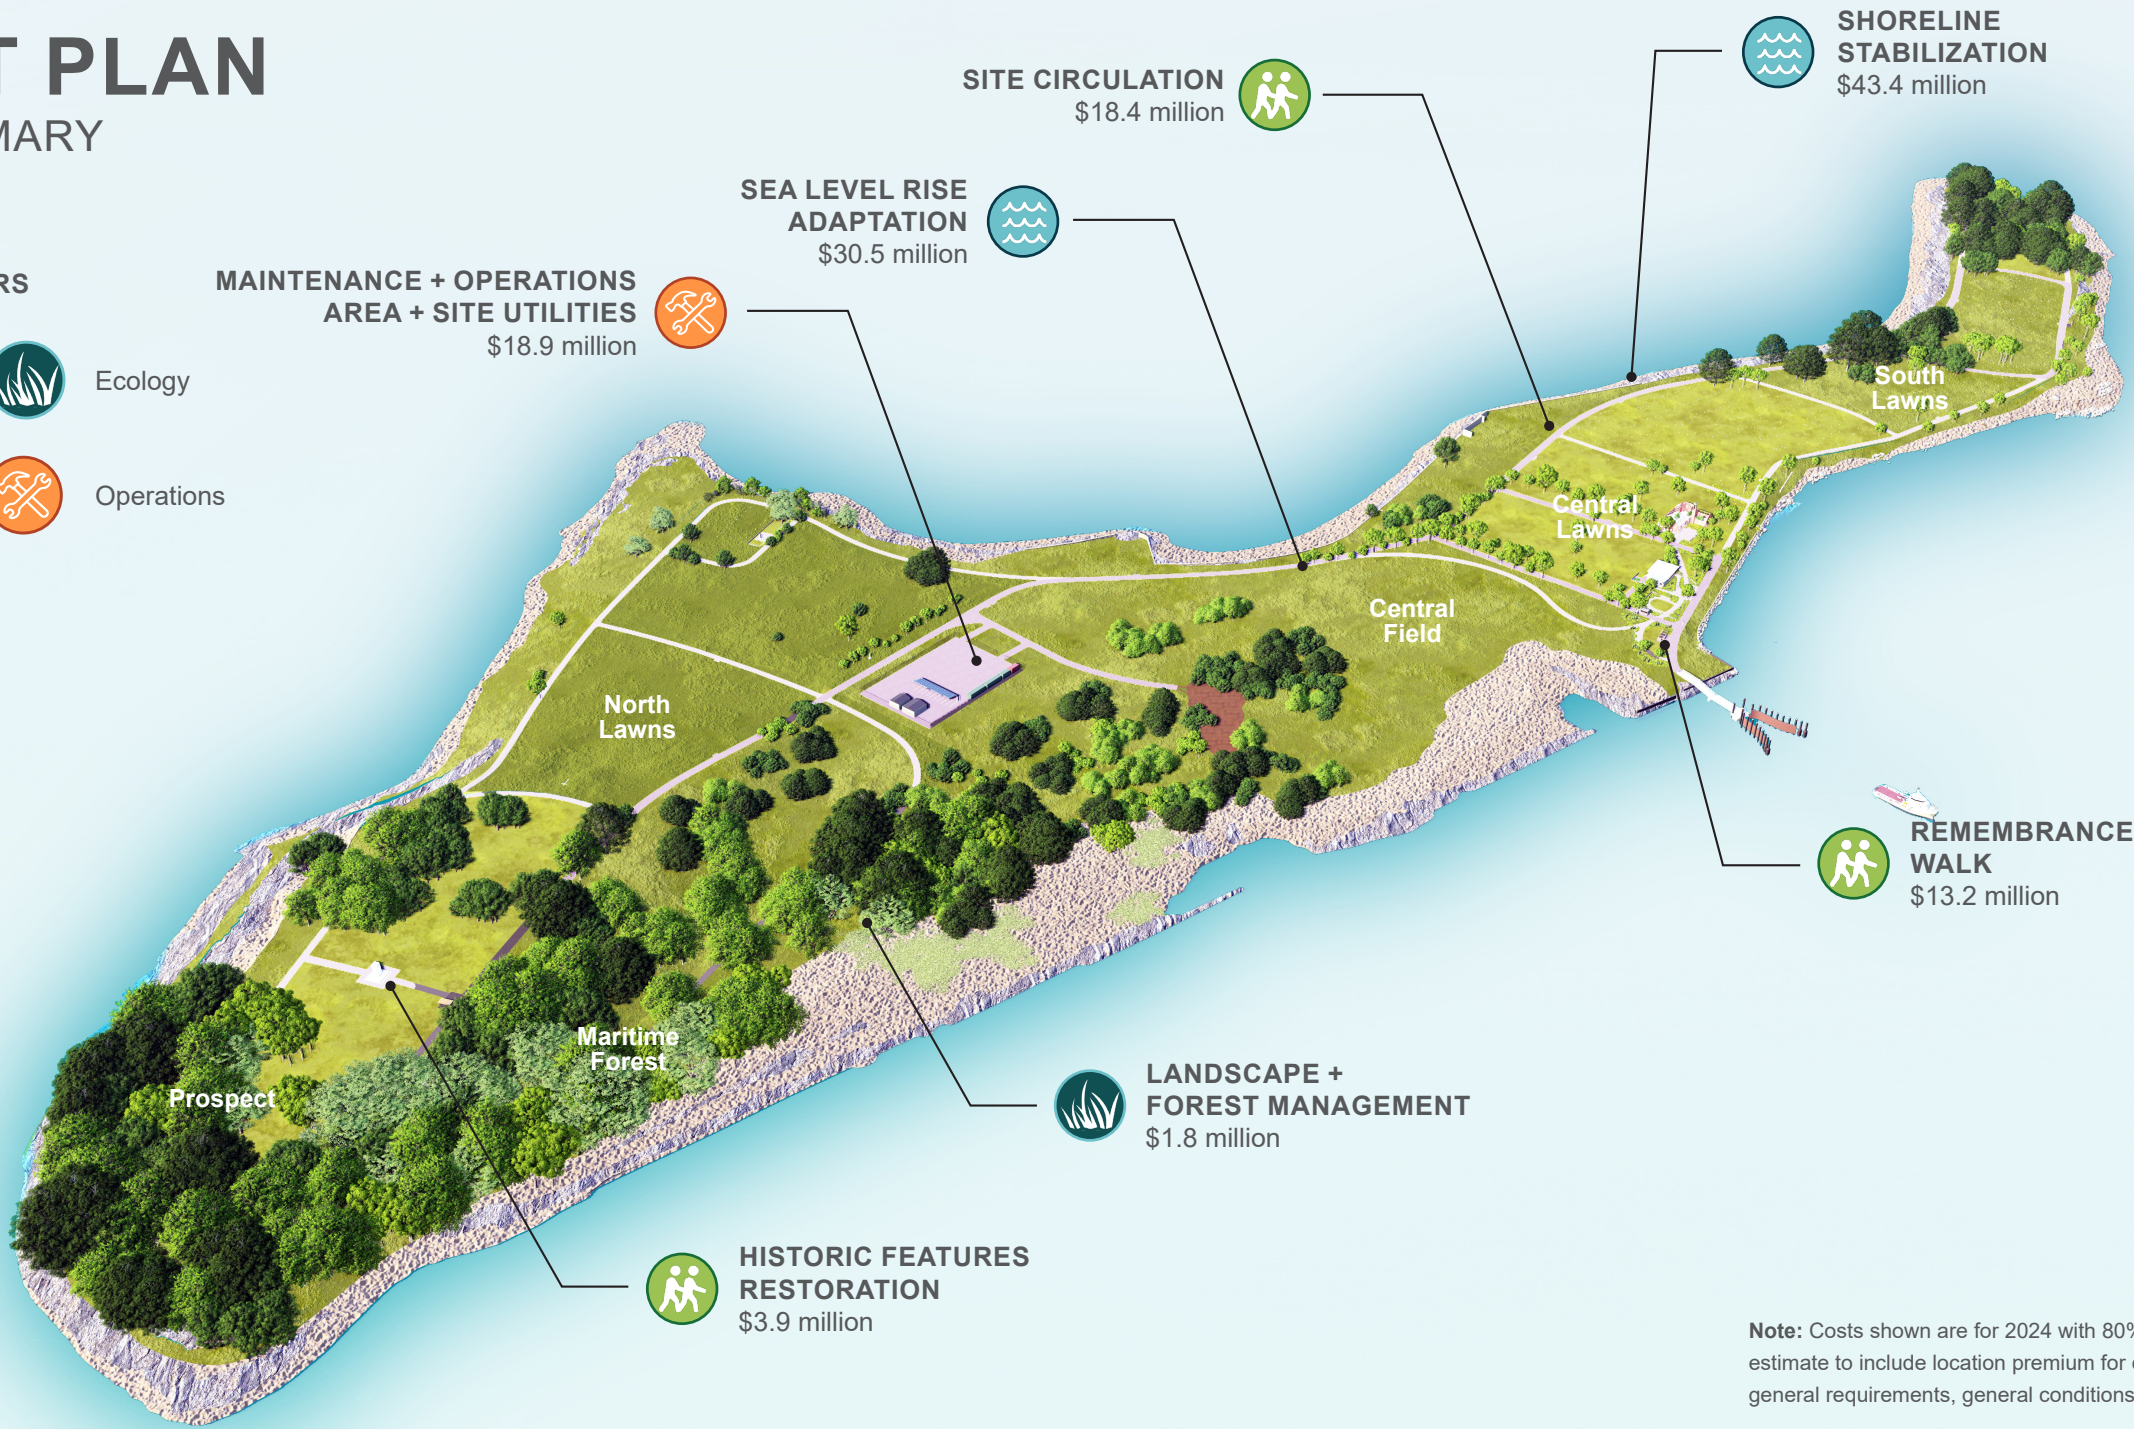 T PLAN
MARY
RS
Ecology
Operations
MAINTENANCE + OPERATIONS
AREA + SITE UTILITIES
$18.9 million
SEA LEVEL RISE
ADAPTATION
$30.5 million
SITE CIRCULATION
$18.4 million
SHORELINE
STABILIZATION
$43.4 million
South
Lawns
Central
Lawns
Central
Field
North
Lawns
Maritime
Forest
Prospect
REMEMBRANCE
WALK
$13.2 million
LANDSCAPE +
FOREST MANAGEMENT
$1.8 million
HISTORIC FEATURES
RESTORATION
$3.9 million
Note: Costs shown are for 2024 with 80%
estimate to include location premium for
general requirements, general conditions